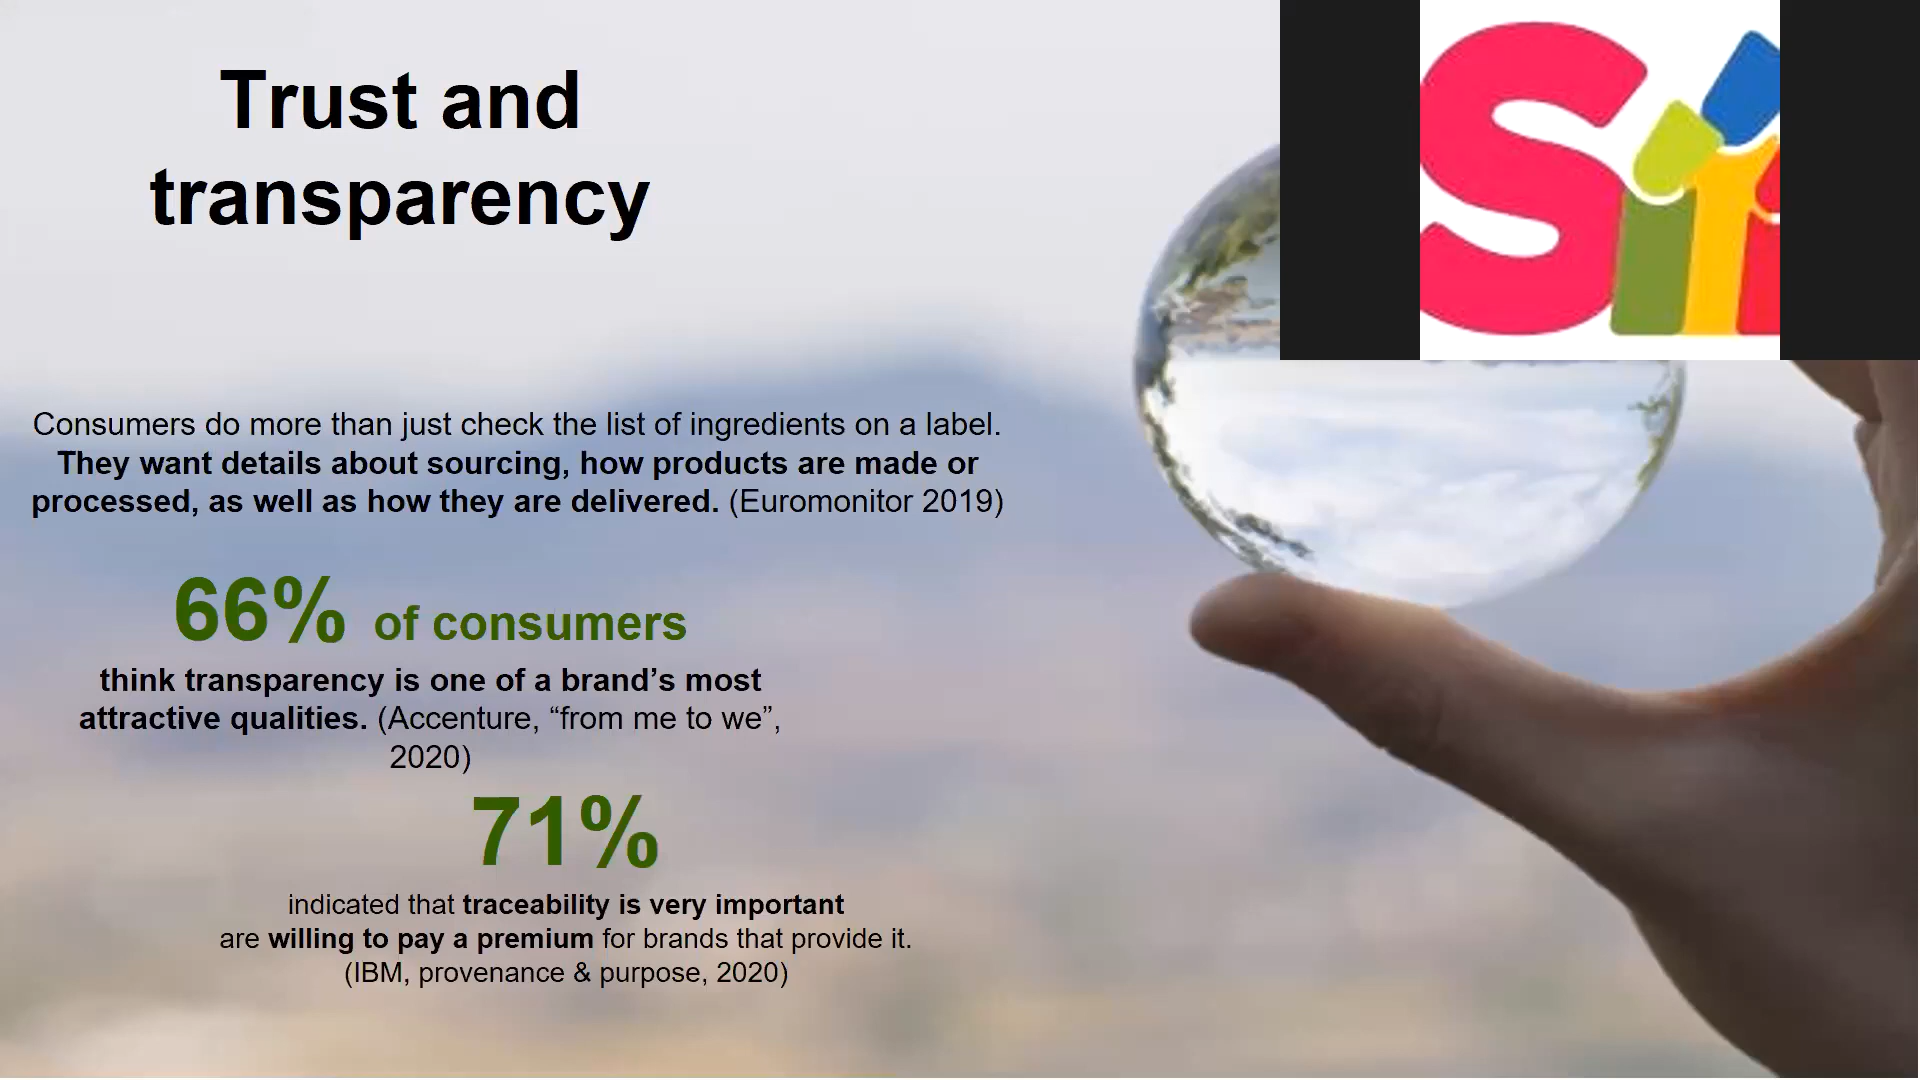 Trust and
transparency
Consumers do more than just check the list of ingredients on a label.
They want details about sourcing, how products are made or
processed, as well as how they are delivered. (Euromonitor 2019)
66% of consumers
think transparency is one of a brand’s most
attractive qualities. (Accenture, “from me to we”,
2020)
71%
indicated that traceability is very important
are willing to pay a premium for brands that provide it.
(IBM, provenance & purpose, 2020)